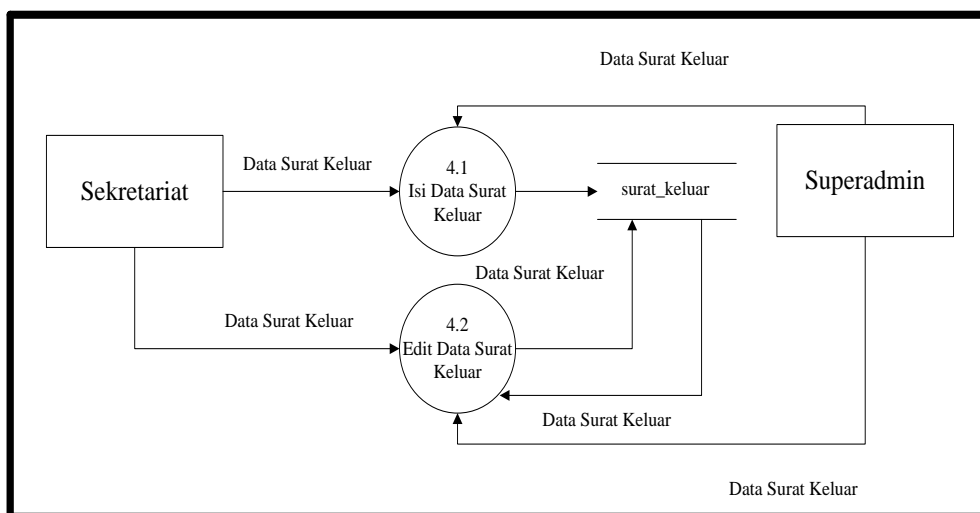 Data Surat Keluar
Sekretariat
Data Surat Keluar
4.1
Isi Data Surat
Keluar
surat_keluar
Superadmin
Data Surat Keluar
Data Surat Keluar
4.2
Edit Data Surat
Keluar
Data Surat Keluar
Data Surat Keluar